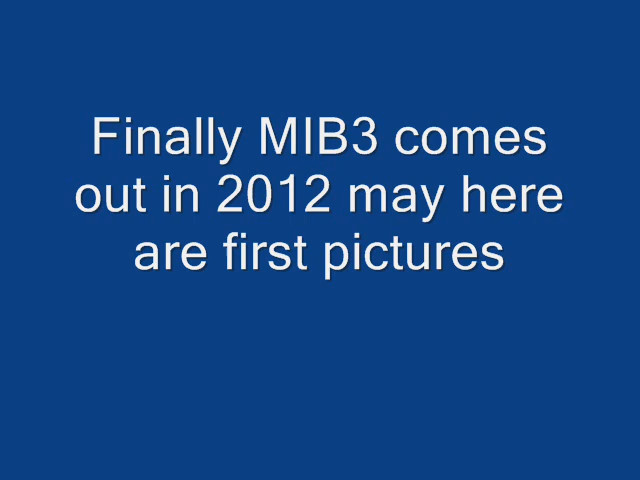 Finally MIB3 comes
out in 2012 may here
are first pictures